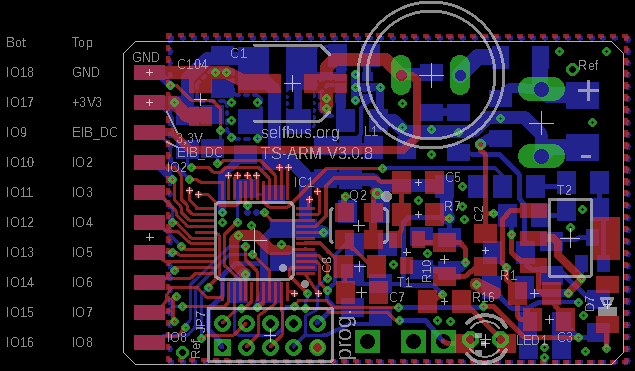 Bot Top
GND
IO18 GND
IO17 +3V3
IO9 EIB_DC
IO10 IO2
IO11 IO3
IO12 IO4
IO13 IO5
IO14 IO6
IO15 IO7
IO16 IO8
C1
C104
Ref
+
-
3,3V
EIB_DC
IO2
selfbus.org
TS-ARM V3.0.8
L1
IC1
C5
Q2
R7
C2
T2
C8
T1
R10
R1
C7
R16
D7
JP7
IO8
Ref
prog.
LED1
C3